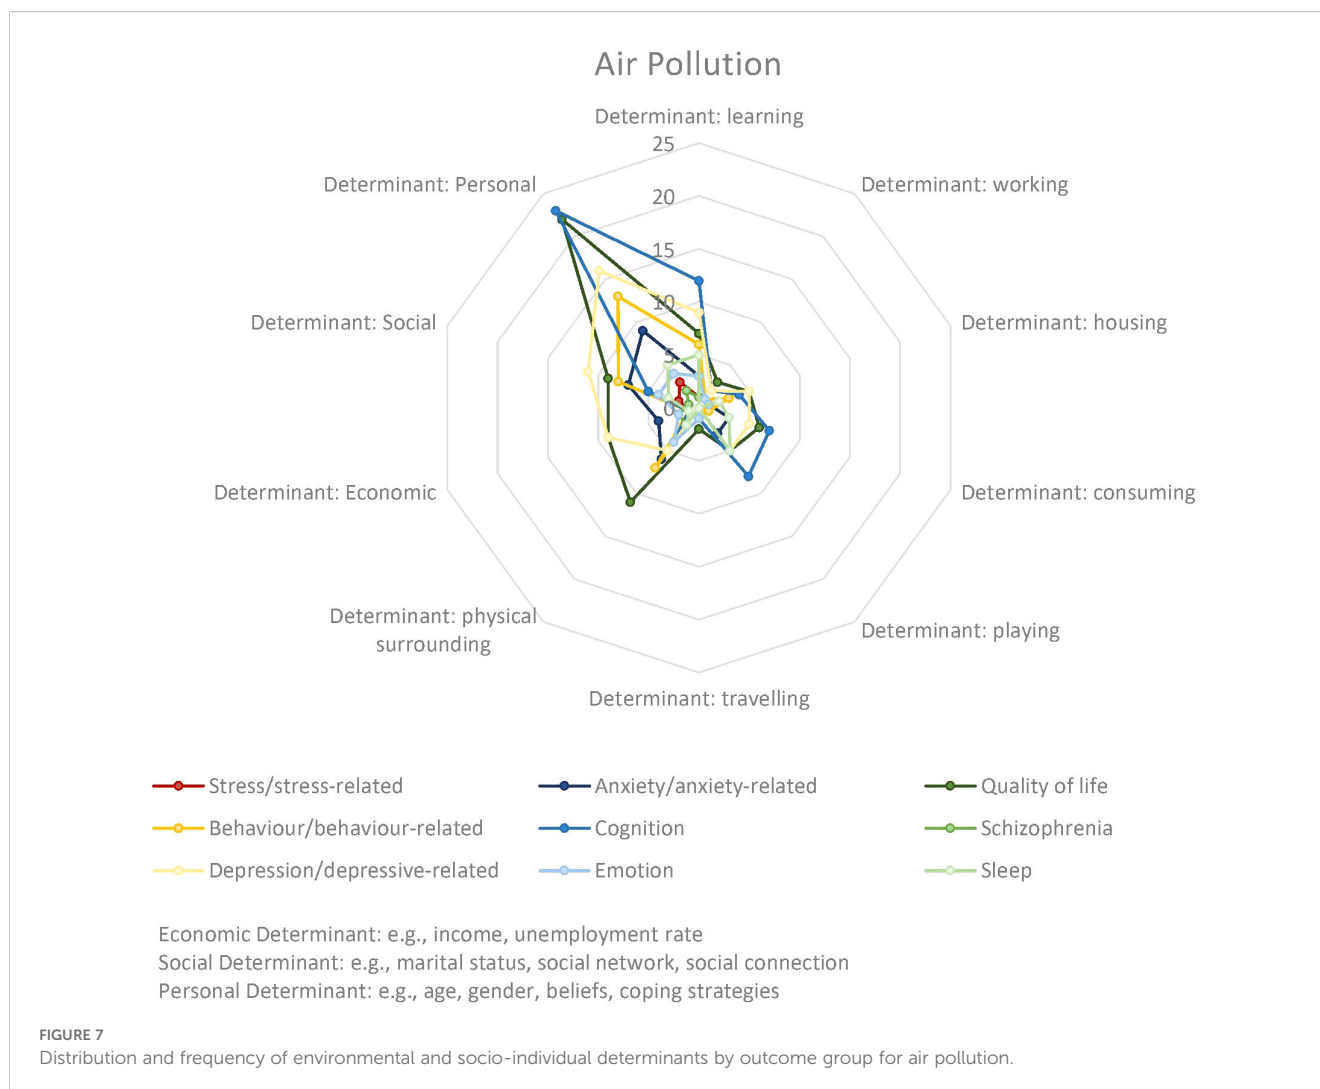 Air Pollution
Determinant: learning
25
Determinant: Personal
Determinant: working
20
15
Determinant: Social
Determinant: housing
10
5
0
Determinant: Economic
Determinant: consuming
Determinant: physical
surrounding
Determinant: playing
Determinant: travelling
Stress/stress-related
Anxiety/anxiety-related
Quality of life
Behaviour/behaviour-related
Cognition
Schizophrenia
Depression/depressive-related
Emotion
Sleep
Economic Determinant: e.g., income, unemployment rate
Social Determinant: e.g., marital status, social network, social connection
Personal Determinant: e.g., age, gender, beliefs, coping strategies
FIGURE 7
Distribution and frequency of environmental and socio-individual determinants by outcome group for air pollution.